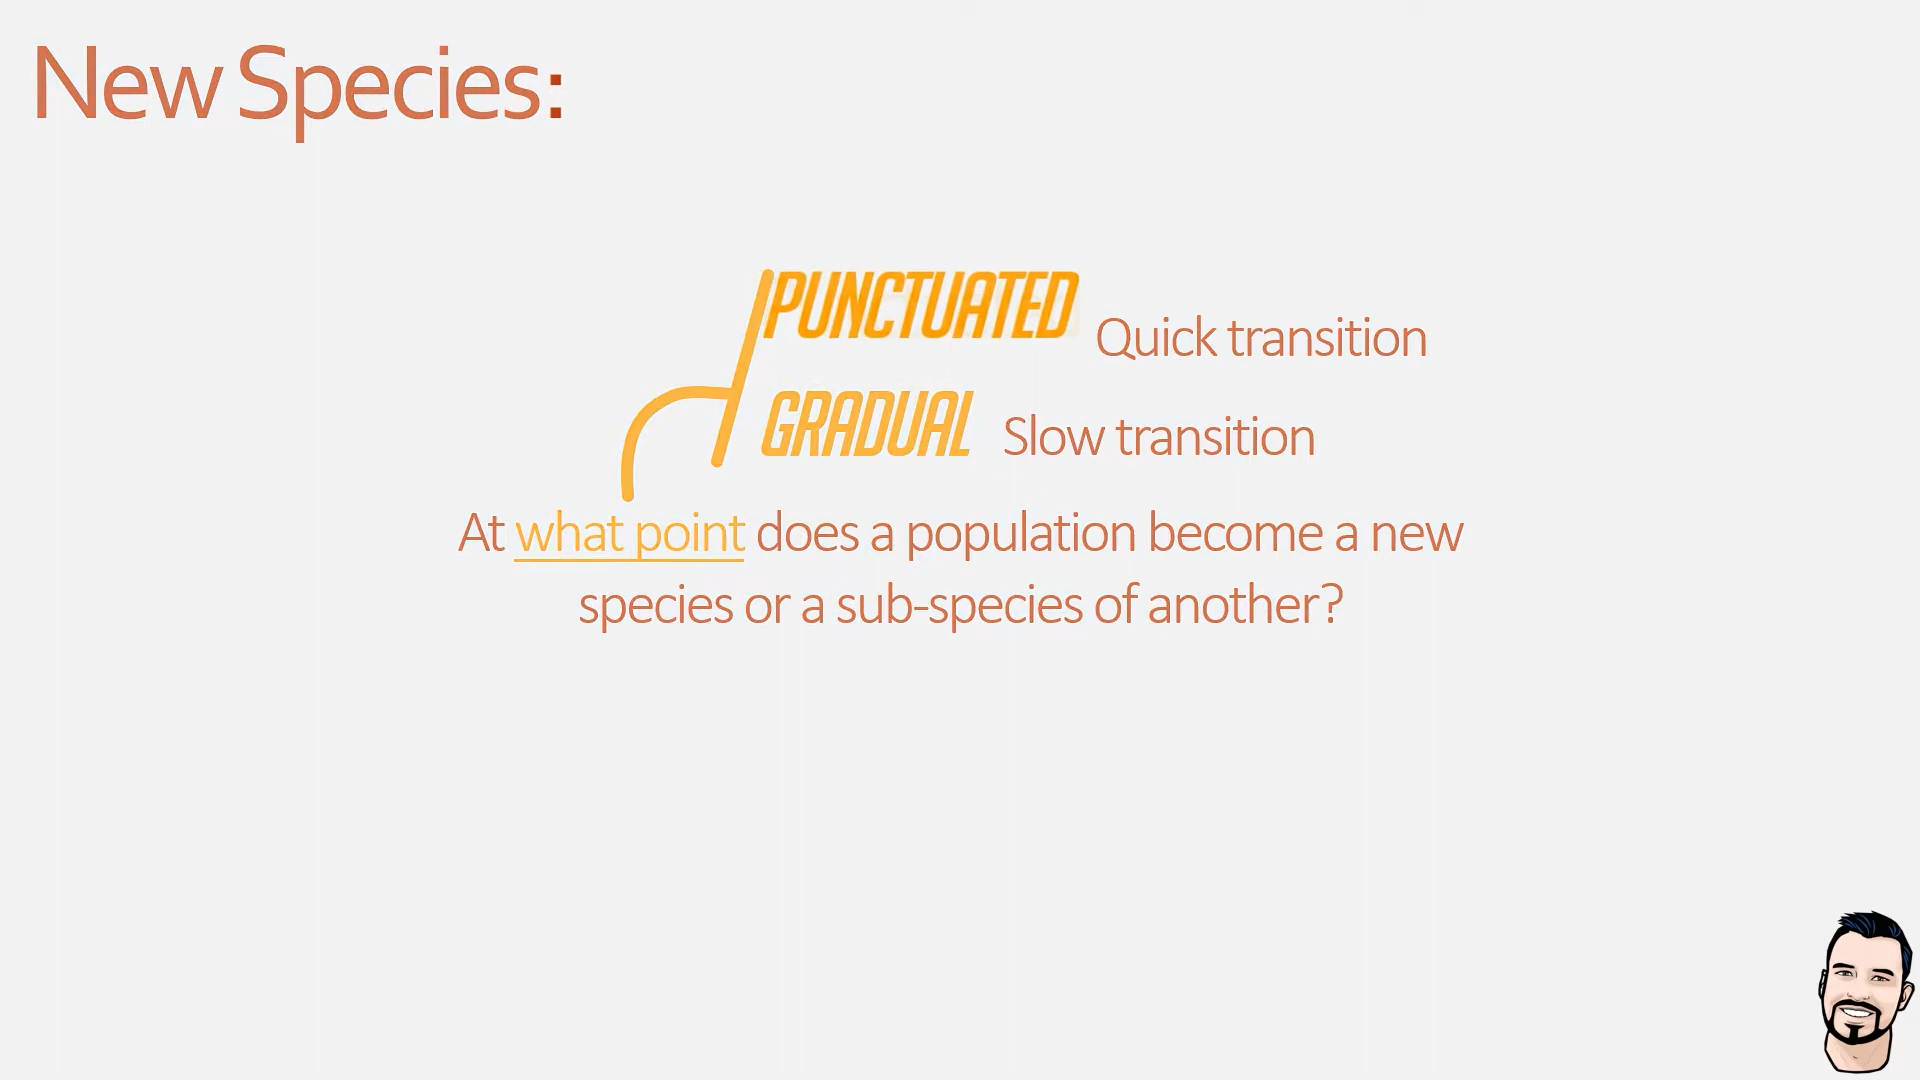 New Species:
PUNCTUATED Quick transition
GRADUAL Slow transition
At what point does a population become a new
species or a sub-species of another?